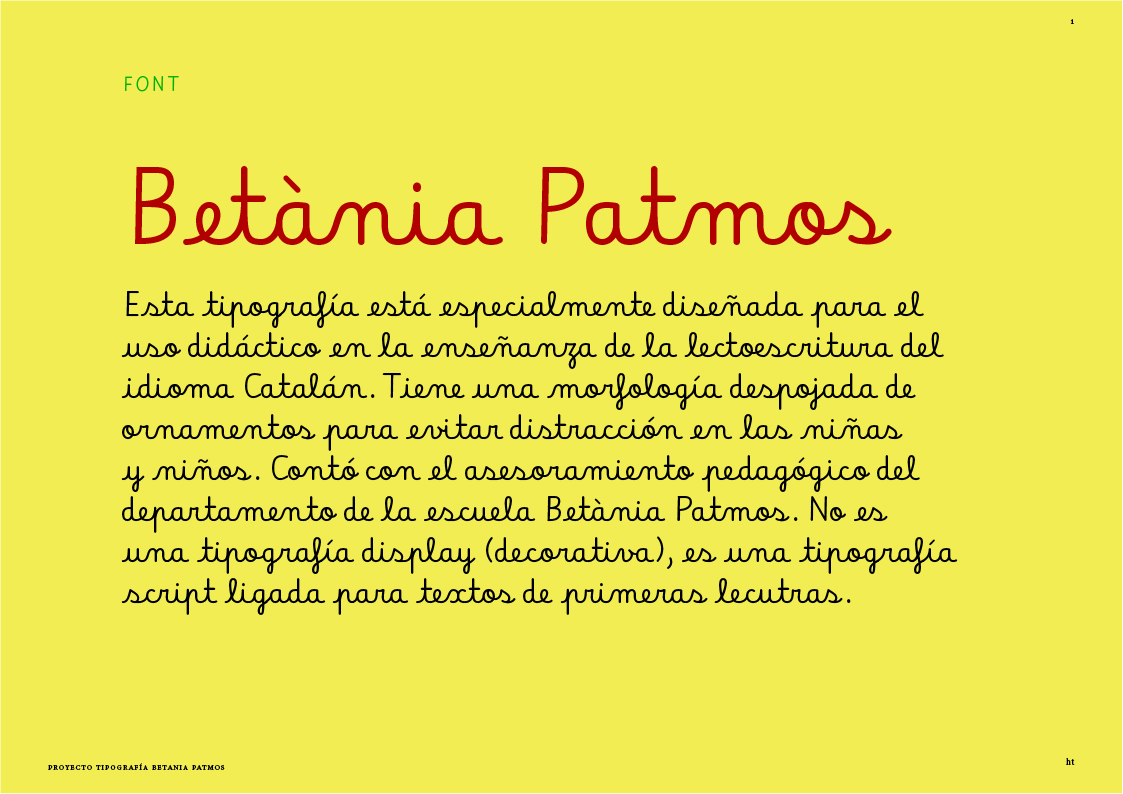 1
FONT
Betània Patmos
Esta tipografía está especialmente diseñada para el
uso didáctico en la enseñanza de la lectoescritura del
idioma Catalán. Tiene una morfología despojada de
ornamentos para evitar distracción en las niñas
y niños. Contó con el asesoramiento pedagógico del
departamento de la escuela Betània Patmos. No es
una tipografía display (decorativa), es una tipografía
script ligada para textos de primeras lecutras.
PROYECTO TIPOGRAFÍA BETANIA PATMOS
ht